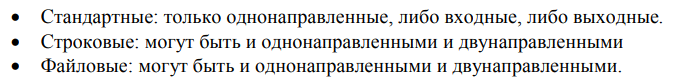 • Стандартные: только однонаправленные, либо входные, либо выходные.
• Строковые: могут быть и однонаправленными и двунаправленными
• Файловые: могут быть и однонаправленными и двунаправленными.